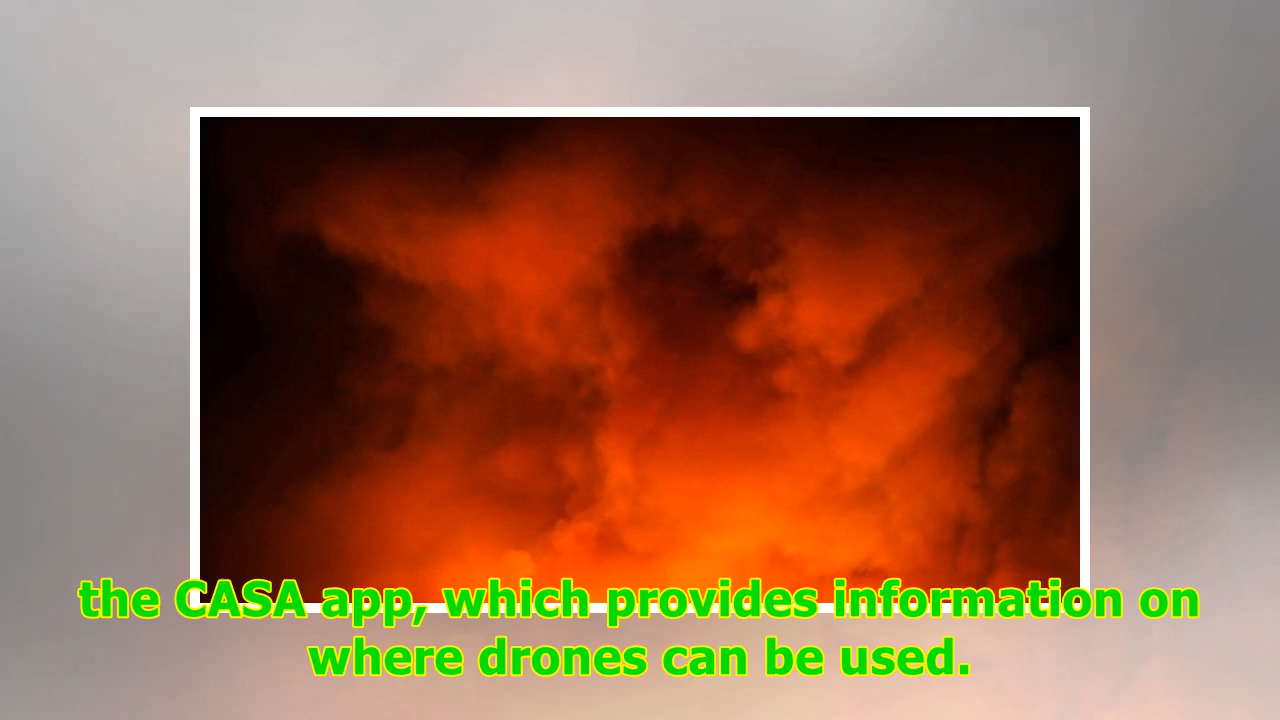 the CASA app, which provides information on
where drones can be used.